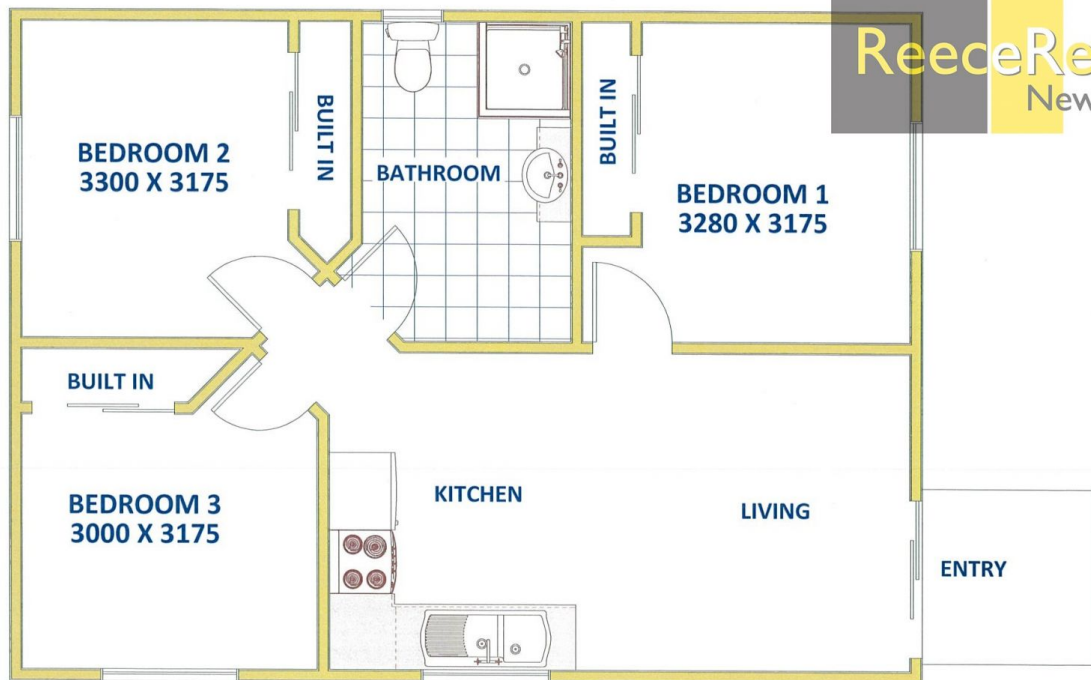 ReeceRe
New
BEDROOM 2
3300 X 3175
BUILT IN
BATHROOM
BUILT IN
BEDROOM 1
3280 X 3175
BUILT IN
BEDROOM 3
3000 X 3175
KITCHEN
LIVING
ENTRY